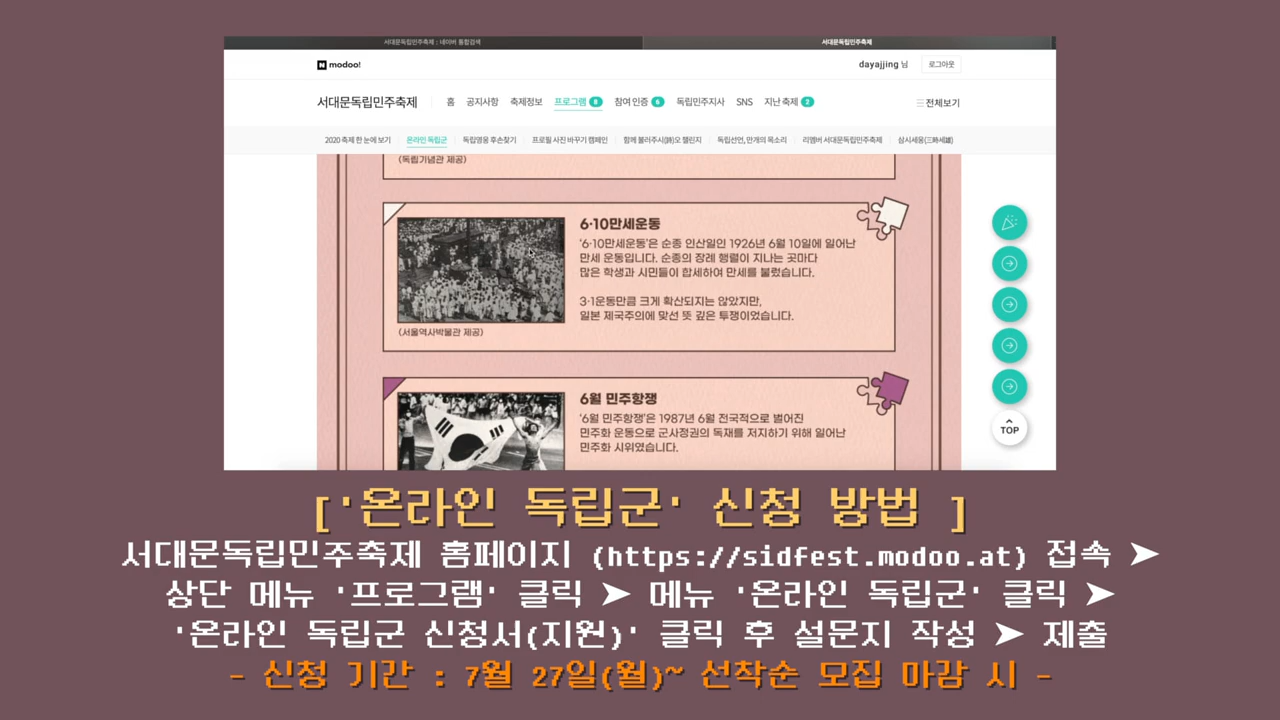 서대문독립민주축제 : 네이버 통합검색
서대문독립민주축제
N modoo!
dayajjing 님
로그아웃
서대문독립민주축제
홈 공지사항 축제정보 프로그램 8 참여 인증 6 독립민주지사 SNS 지난 축제 2
전체보기
2020 축제 한 눈에 보기 온라인 독립군 독립영웅 후손찾기 프로필 사진 바꾸기 캠페인 함께 불러주시(詩)오 챌린지 독립선언, 만개의 목소리 리멤버 서대문독립민주축제 삼시세웅(三時세雄)
(독립기념관 제공)
6·10만세운동
'6·10만세운동'은 순종 인산일인 1926년 6월 10일에 일어난
만세 운동입니다. 순종의 장례 행렬이 지나는 곳마다
많은 학생과 시민들이 합세하여 만세를 불렀습니다.
3·1운동만큼 크게 확산되지는 않았지만,
일본 제국주의에 맞선 뜻 깊은 투쟁이었습니다.
(서울역사박물관 제공)
6월 민주항쟁
'6월 민주항쟁'은 1987년 6월 전국적으로 벌어진
민주화 운동으로 군사정권의 독재를 저지하기 위해 일어난
민주화 시위였습니다.
TOP
['온라인 독립군' 신청 방법 ]
서대문독립민주축제 홈페이지 (https://sidfest.modoo.at) 접속 ➤
상단 메뉴 '프로그램' 클릭 ➤ 메뉴 '온라인 독립군' 클릭 ➤
'온라인 독립군 신청서(지원)' 클릭 후 설문지 작성 ➤ 제출
- 신청 기간 : 7월 27일(월)~ 선착순 모집 마감 시 -